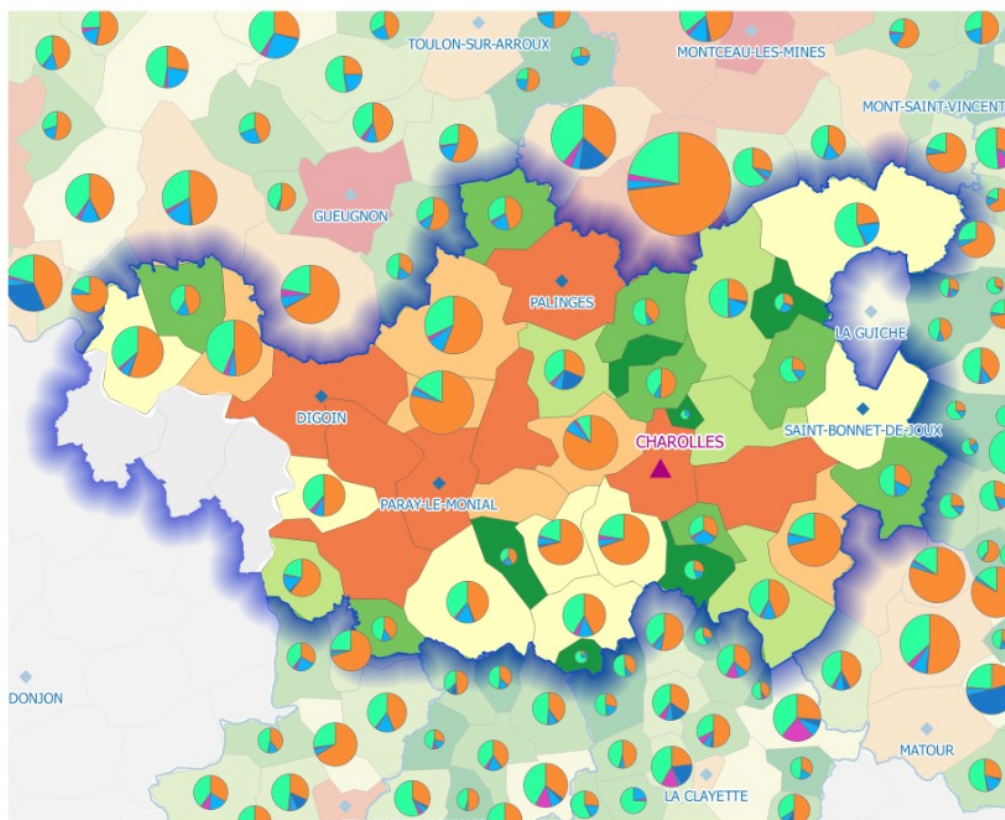 TOULON-SUR-ARROUX
MONTCEAU-LES-MINES
MONT-SAINT-VINCENT
GUEUGNON
PALINGES
LA GUICHE
DIGOIN
CHAROLLES
SAINT-BONNET-DE-JOUX
PARAY-LE-MONIAL
DONJON
MATOUR
LA CLAYETTE